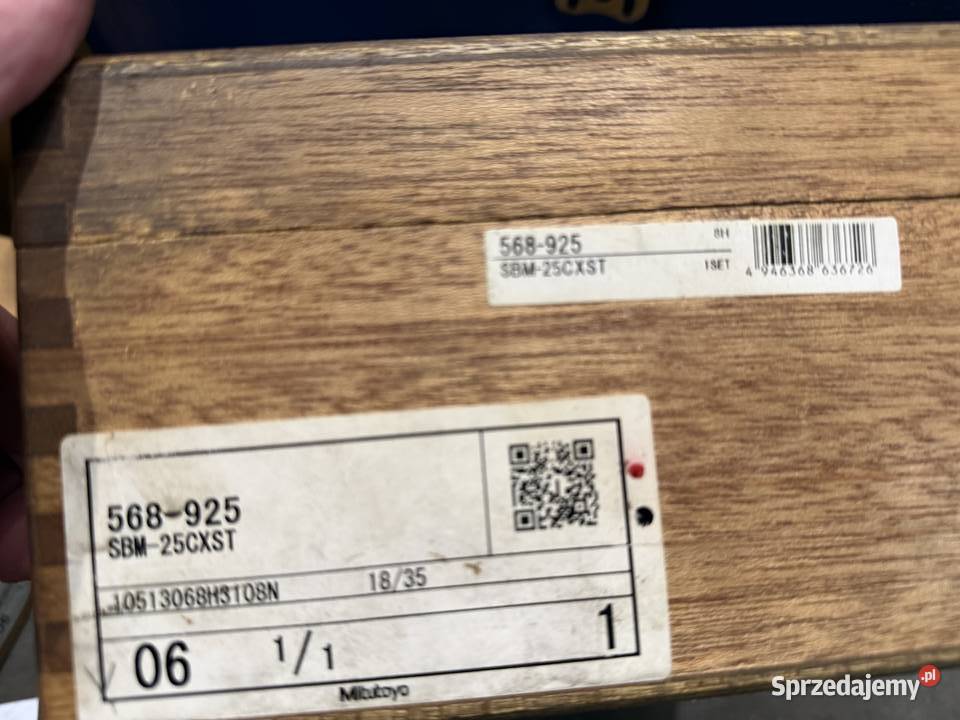 568-925
8H
SBM-25CXST
1SET
4 946368 636726
568-925
SBM-25CXST
10513068H3108N
18/35
06
1/1
1
Mitutoyo
Sprzedajemy.pl